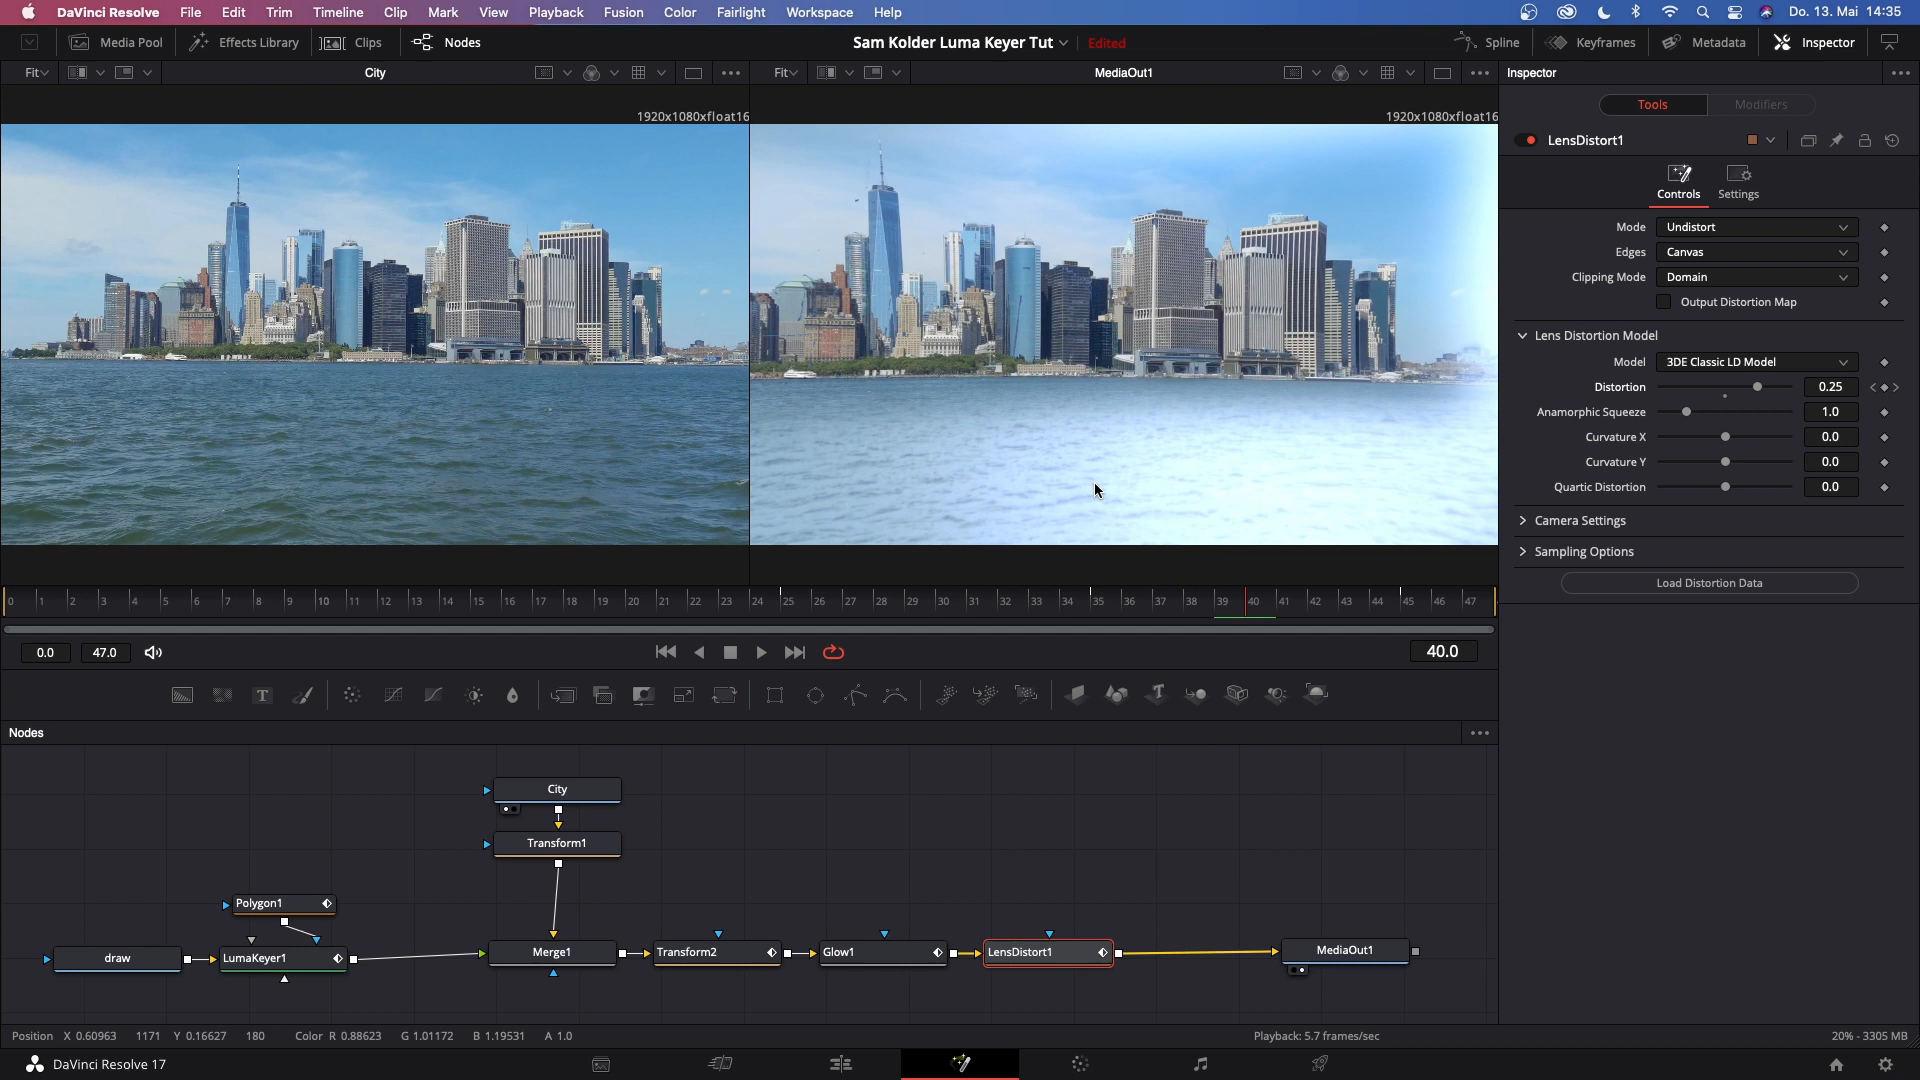 DaVinci Resolve File Edit Trim Timeline Clip Mark View Playback Fusion Color Fairlight Workspace Help Do. 13. Mai 14:35
Media Pool Effects Library Clips Nodes Sam Kolder Luma Keyer Tut Edited Spline Keyframes Metadata Inspector
Fit City Fit MediaOut1 Inspector
Tools Modifiers
1920x1080xfloat16 1920x1080xfloat16
LensDistort1
Controls Settings
Mode Undistort
Edges Canvas
Clipping Mode Domain
Output Distortion Map
Lens Distortion Model
Model 3DE Classic LD Model
Distortion 0.25
Anamorphic Squeeze 1.0
Curvature X 0.0
Curvature Y 0.0
Quartic Distortion 0.0
Camera Settings
Sampling Options
Load Distortion Data
0 1 2 3 4 5 6 7 8 9 10 11 12 13 14 15 16 17 18 19 20 21 22 23 24 25 26 27 28 29 30 31 32 33 34 35 36 37 38 39 40 41 42 43 44 45 46 47
0.0 47.0 40.0
T
Nodes
City
Transform1
Polygon1
draw LumaKeyer1 Merge1 Transform2 Glow1 LensDistort1 MediaOut1
Position X 0.60963 1171 Y 0.16627 180 Color R 0.88623 G 1.01172 B 1.19531 A 1.0 Playback: 5.7 frames/sec 20% - 3305 MB
DaVinci Resolve 17